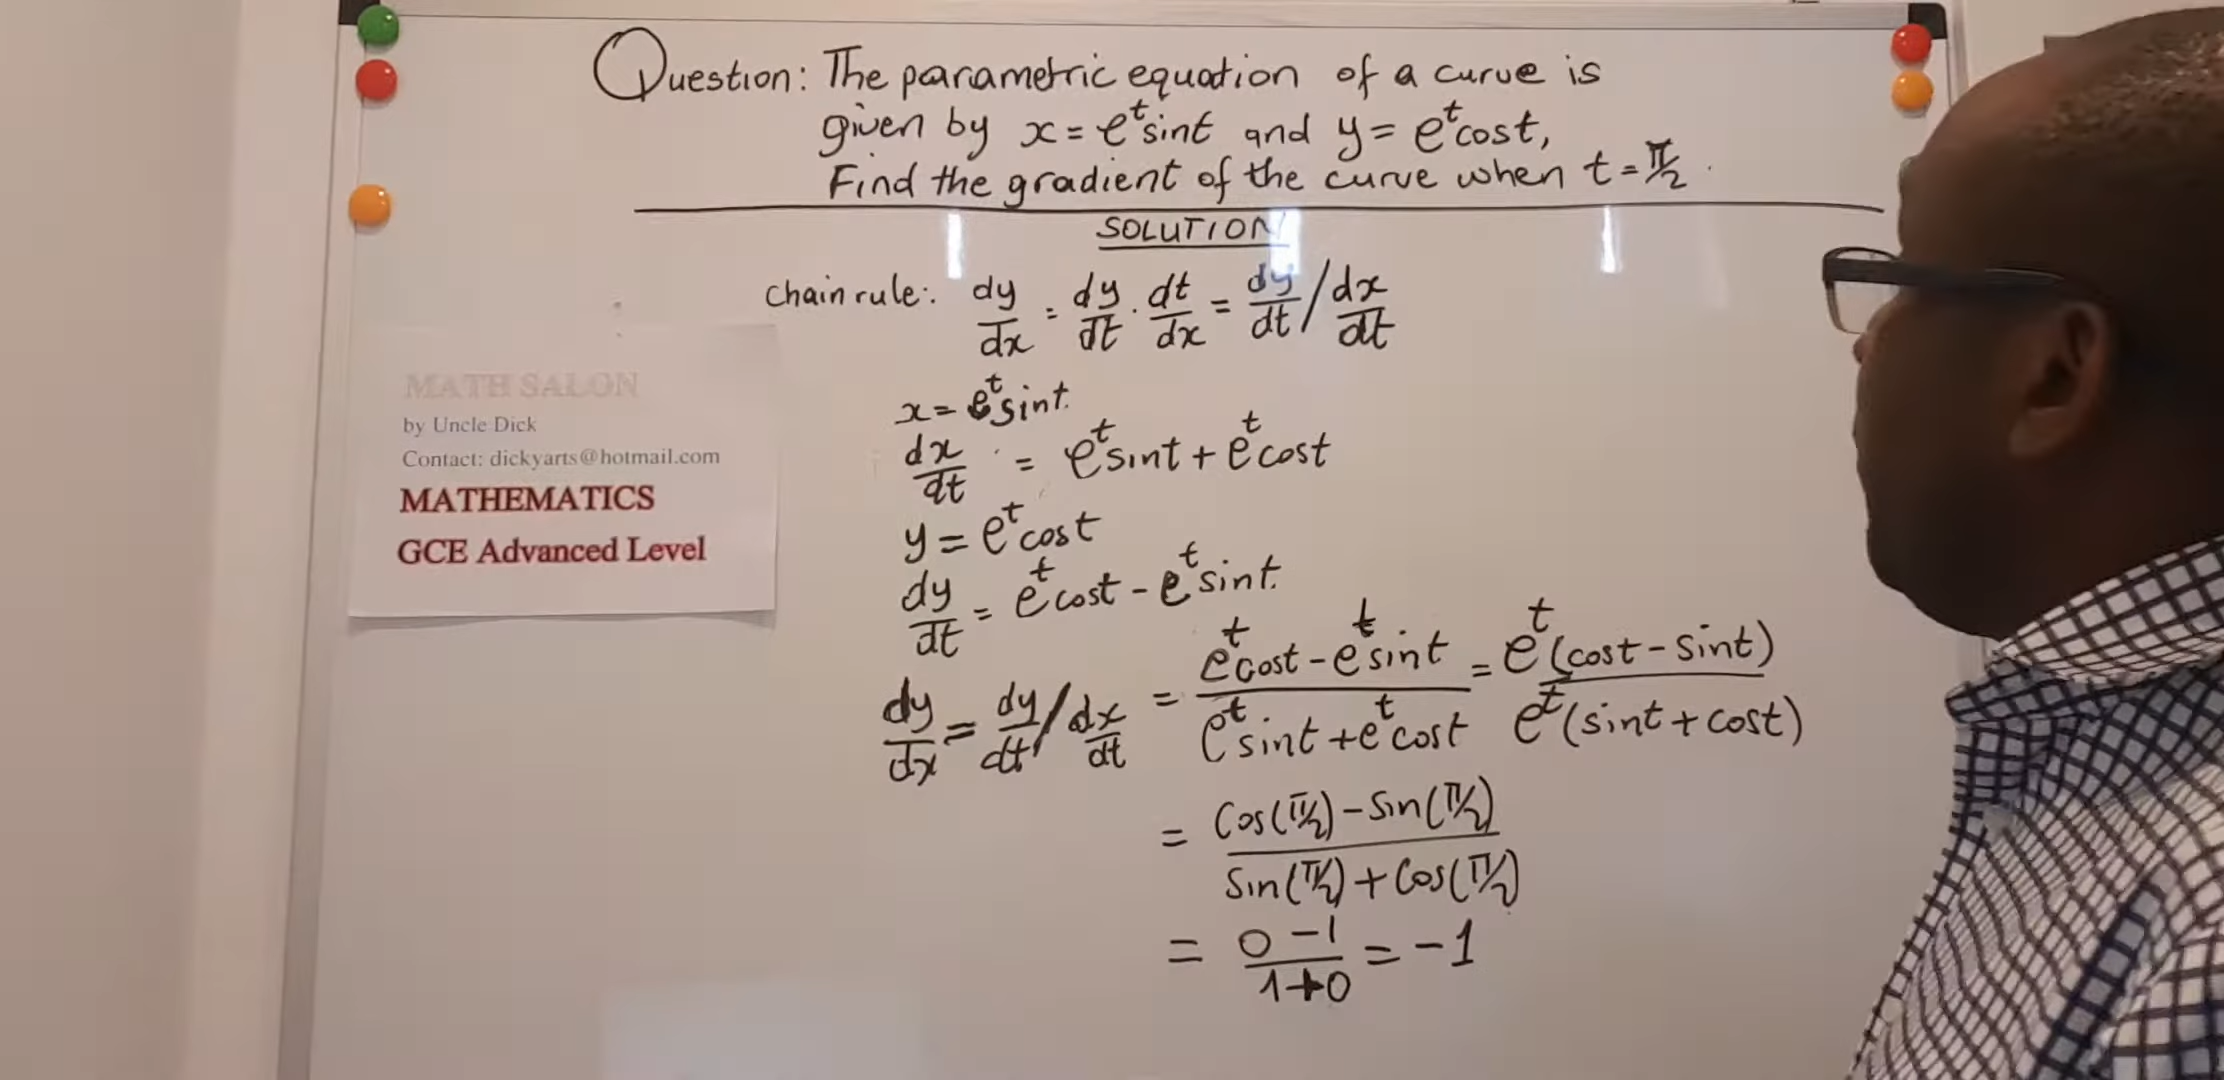 Question: The parametric equation of a curve is
given by x = e^t sint and y = e^t cost,
Find the gradient of the curve when t = π/2.
SOLUTION
Chain rule: dy/dx = dy/dt · dt/dx = dy/dt / dx/dt
x = e^t sint.
dx/dt = e^t sint + e^t cost
y = e^t cost
dy/dt = e^t cost - e^t sint.
dy/dx = dy/dt / dx/dt = (e^t cost - e^t sint)/(e^t sint + e^t cost) = e^t(cost - sint)/e^t(sint + cost)
= (Cos(π/2) - Sin(π/2))/(Sin(π/2) + Cos(π/2))
= (0 - 1)/(1 + 0) = -1
MATH SALON
by Uncle Dick
Contact: dickyarts@hotmail.com
MATHEMATICS
GCE Advanced Level